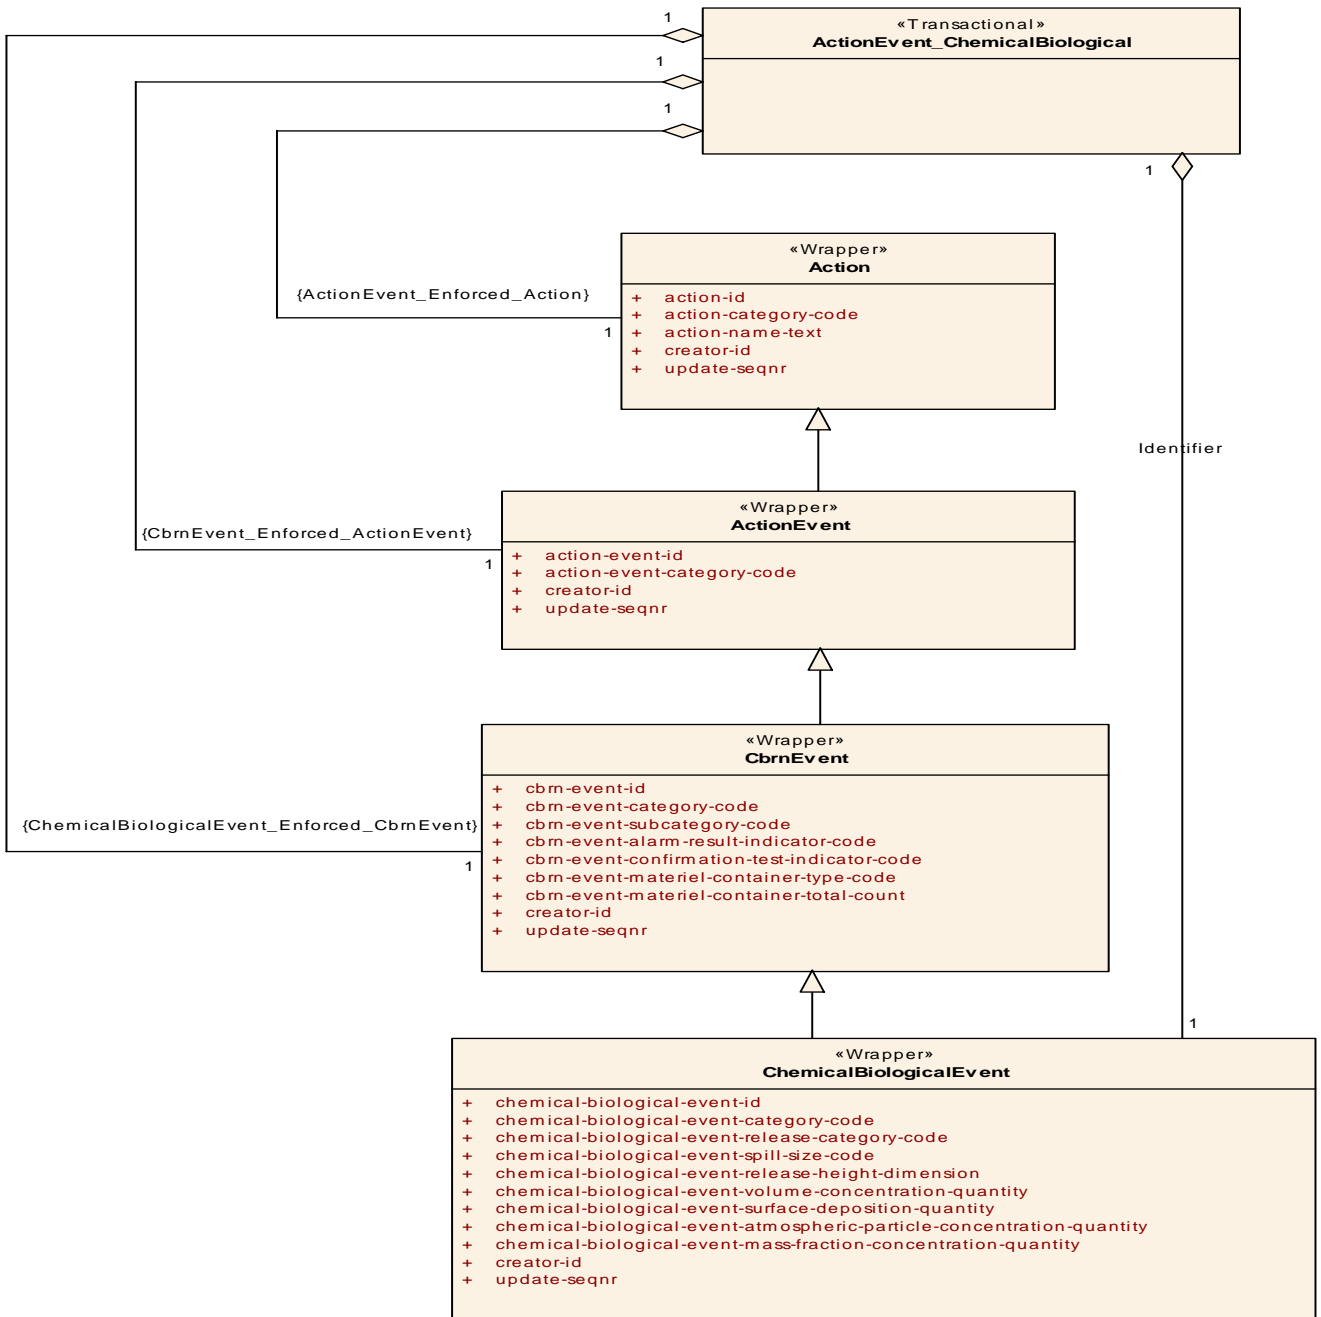 1
«Transactional»
ActionEvent_ChemicalBiological
1
1
1
«Wrapper»
Action
{ActionEvent_Enforced_Action}
+ action-id
+ action-category-code
+ action-name-text
+ creator-id
+ update-seqnr
1
Identifier
«Wrapper»
ActionEvent
{CbrnEvent_Enforced_ActionEvent}
+ action-event-id
+ action-event-category-code
+ creator-id
+ update-seqnr
1
«Wrapper»
CbrnEvent
{ChemicalBiologicalEvent_Enforced_CbrnEvent}
+ cbrn-event-id
+ cbrn-event-category-code
+ cbrn-event-subcategory-code
+ cbrn-event-alarm-result-indicator-code
+ cbrn-event-confirmation-test-indicator-code
+ cbrn-event-materiel-container-type-code
+ cbrn-event-materiel-container-total-count
+ creator-id
+ update-seqnr
1
1
«Wrapper»
ChemicalBiologicalEvent
+ chemical-biological-event-id
+ chemical-biological-event-category-code
+ chemical-biological-event-release-category-code
+ chemical-biological-event-spill-size-code
+ chemical-biological-event-release-height-dimension
+ chemical-biological-event-volume-concentration-quantity
+ chemical-biological-event-surface-deposition-quantity
+ chemical-biological-event-atmospheric-particle-concentration-quantity
+ chemical-biological-event-mass-fraction-concentration-quantity
+ creator-id
+ update-seqnr